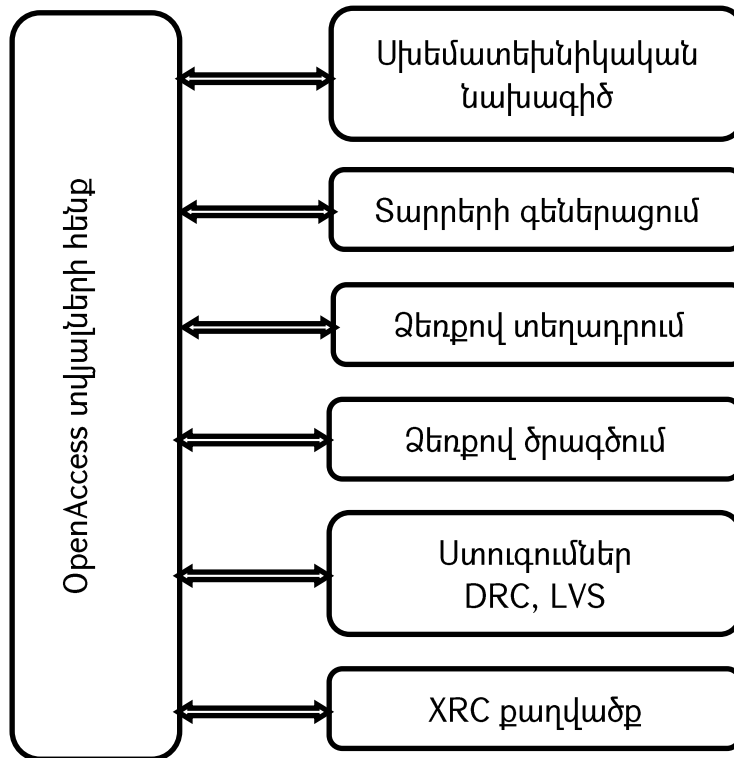 OpenAccess տվյալների հենք
Սխեմատեխնիկական
նախագիծ
Տարրերի գեներացում
Ձեռքով տեղադրում
Ձեռքով ծրագծում
Ստուգումներ
DRC, LVS
XRC քաղվածք